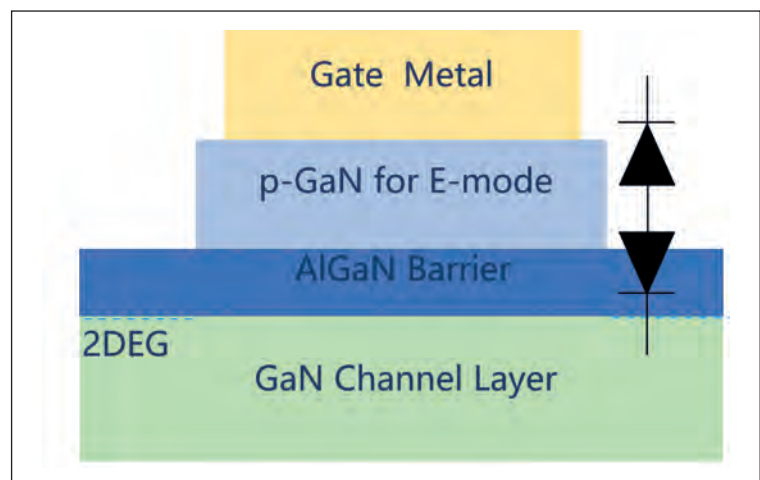 Gate Metal
p-GaN for E-mode
AlGaN Barrier
2DEG
GaN Channel Layer